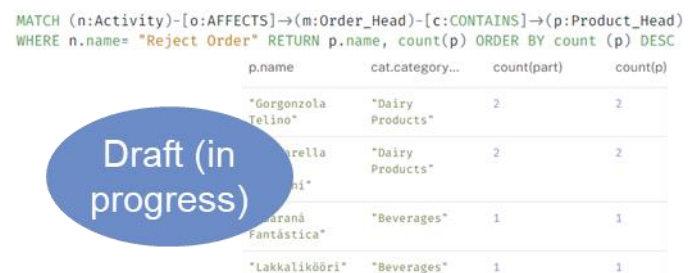 MATCH (n:Activity)-[o:AFFECTS]→(m:Order_Head)-[c:CONTAINS]→(p:Product_Head)
WHERE n.name= "Reject Order" RETURN p.name, count(p) ORDER BY count (p) DESC
p.name cat.category... count(part) count(p)
"Gorgonzola "Dairy 2 2
Telino" Products"
Draft (in
progress)
"Dairy 2 2
Products"
"Beverages" 1 1
Fantástica"
"Lakkalikööri" "Beverages" 1 1